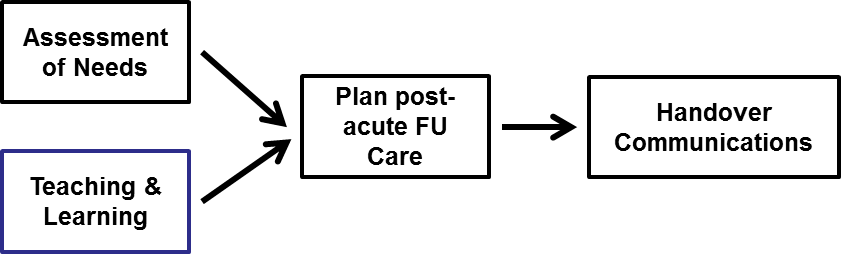 Assessment
of Needs
Teaching &
Learning
Plan post-
acute FU
Care
Handover
Communications